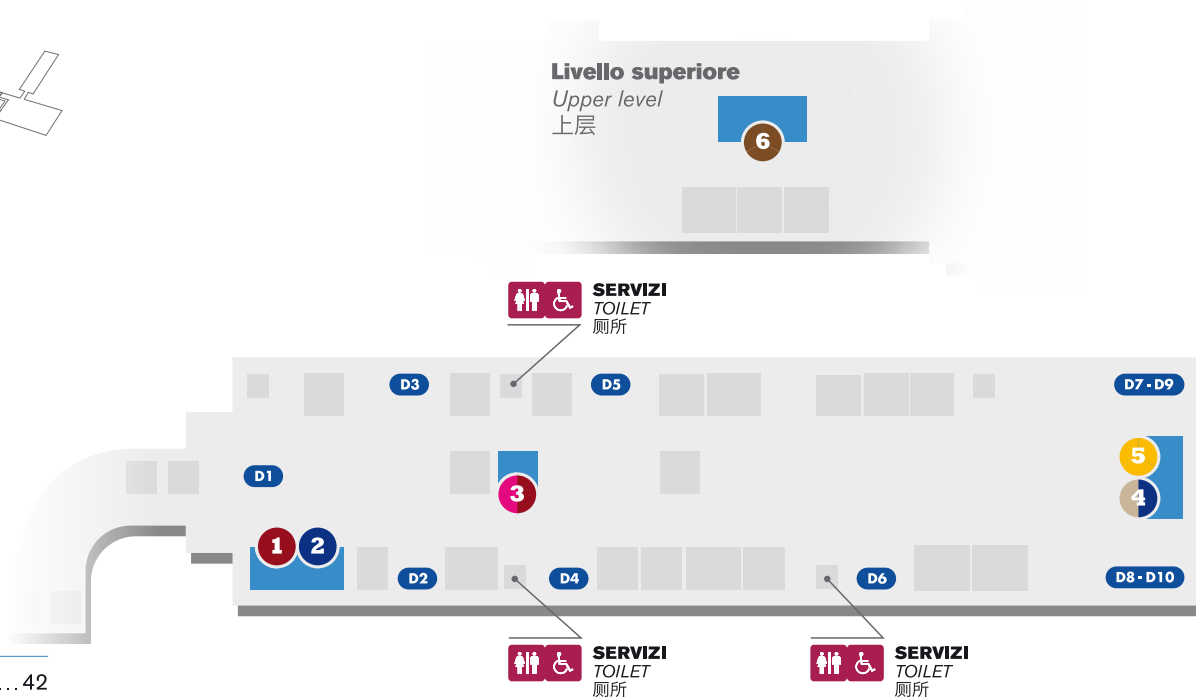 Livello superiore
Upper level
上层
6
SERVIZI
TOILET
厕所
D3
D5
D7 - D9
5
D1
3
4
1
2
D2
D4
D6
D8 - D10
SERVIZI
TOILET
厕所
SERVIZI
TOILET
厕所
...42